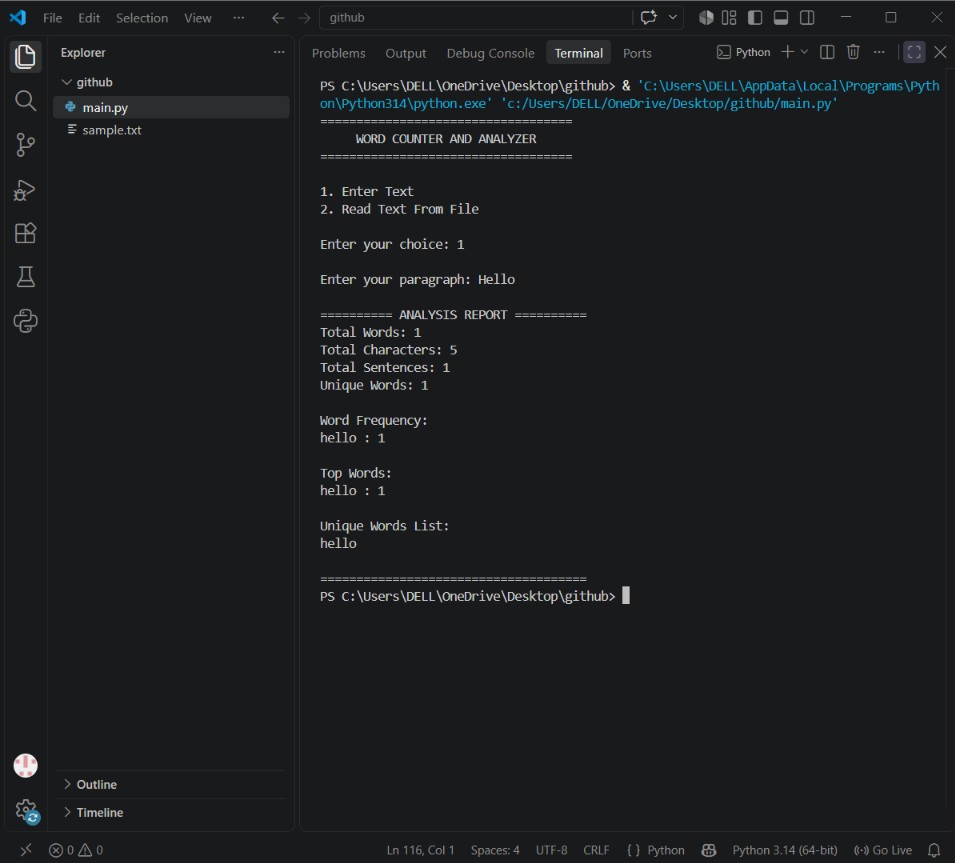 File Edit Selection View ··· github
Explorer ···
github
main.py
sample.txt
Outline
Timeline
Problems Output Debug Console Terminal Ports Python ···
PS C:\Users\DELL\OneDrive\Desktop\github> & 'C:\Users\DELL\AppData\Local\Programs\Pyth
on\Python314\python.exe' 'c:/Users/DELL/OneDrive/Desktop/github/main.py'
===================================
WORD COUNTER AND ANALYZER
===================================
1. Enter Text
2. Read Text From File
Enter your choice: 1
Enter your paragraph: Hello
========== ANALYSIS REPORT ==========
Total Words: 1
Total Characters: 5
Total Sentences: 1
Unique Words: 1
Word Frequency:
hello : 1
Top Words:
hello : 1
Unique Words List:
hello
=====================================
PS C:\Users\DELL\OneDrive\Desktop\github>
0 0 Ln 116, Col 1 Spaces: 4 UTF-8 CRLF { } Python Python 3.14 (64-bit) Go Live